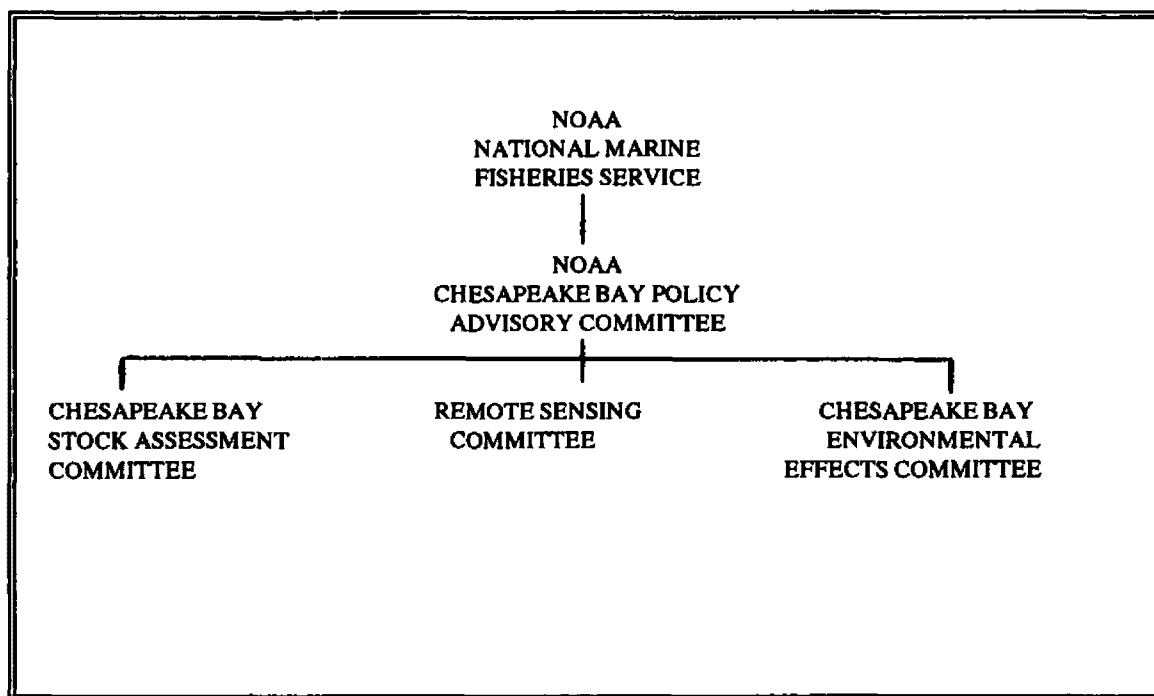 NOAA
NATIONAL MARINE
FISHERIES SERVICE
NOAA
CHESAPEAKE BAY POLICY
ADVISORY COMMITTEE
CHESAPEAKE BAY
STOCK ASSESSMENT
COMMITTEE
REMOTE SENSING
COMMITTEE
CHESAPEAKE BAY
ENVIRONMENTAL
EFFECTS COMMITTEE